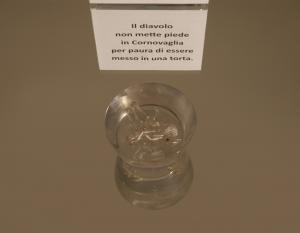 Il diavolo
non mette piede
in Cornovaglia
per paura di essere
messo in una torta.